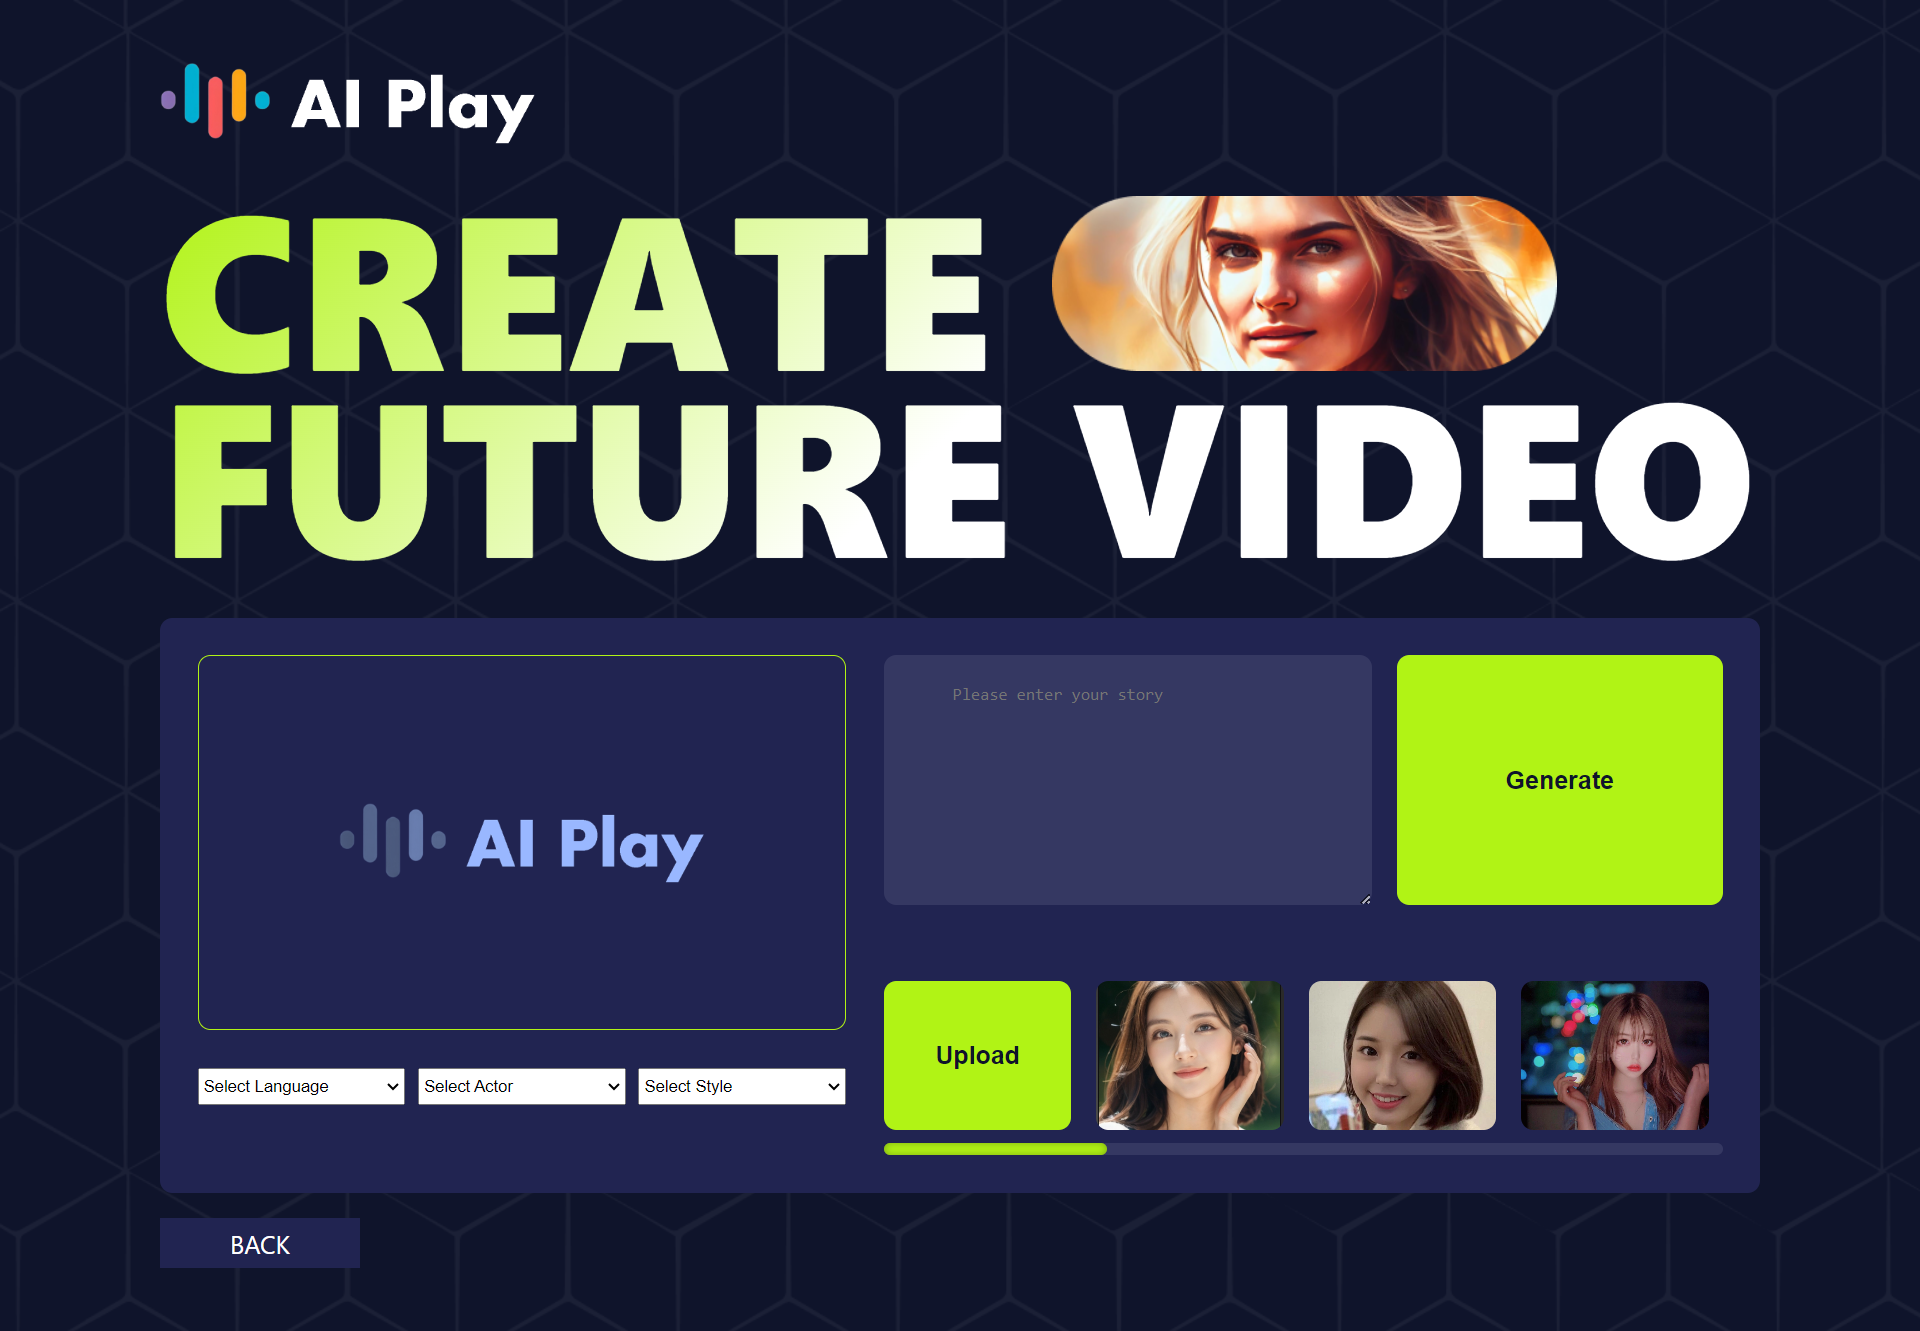 AI Play
CREATE
FUTURE VIDEO
AI Play
Please enter your story
Generate
Upload
Select Language
Select Actor
Select Style
BACK